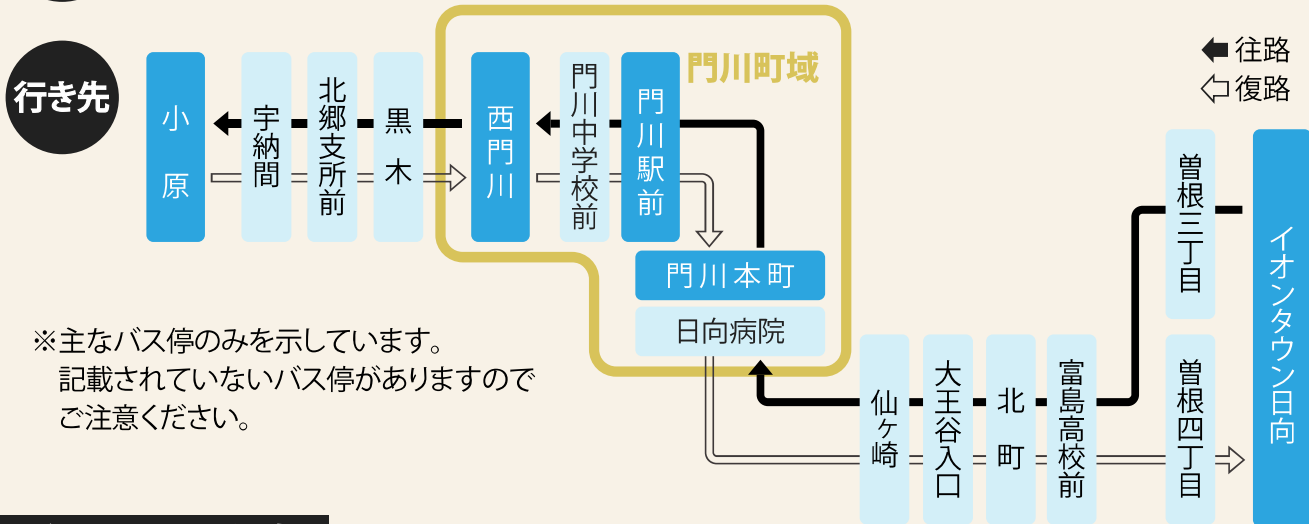 行き先
小原
宇納間
北郷支所前
黒木
西門川
門川中学校前
門川駅前
門川町域
門川本町
日向病院
往路
復路
曽根三丁目
イオンタウン日向
仙ヶ崎
大王谷入口
北町
富島高校前
曽根四丁目
※主なバス停のみを示しています。
記載されていないバス停がありますので
ご注意ください。